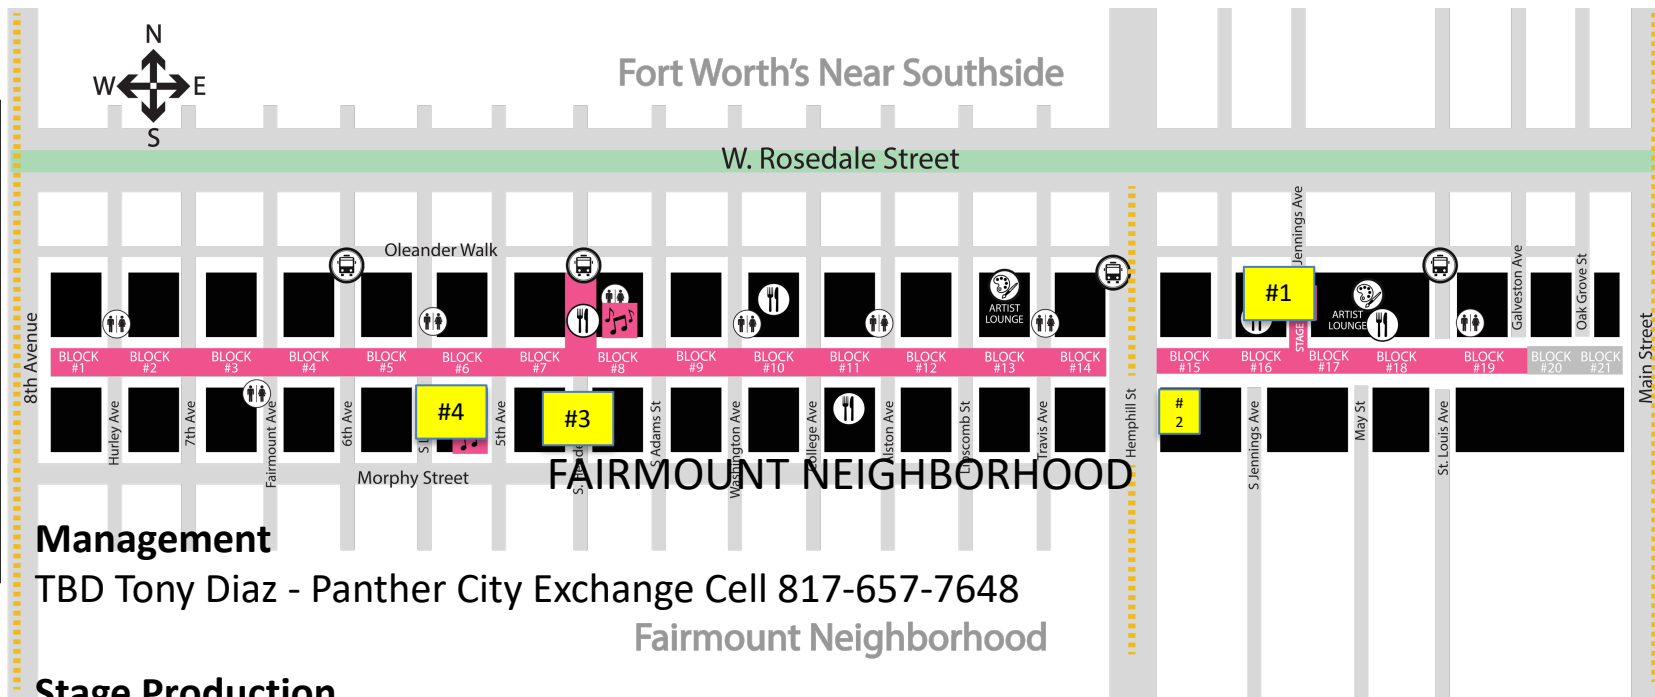 N
W E
S
Fort Worth's Near Southside
W. Rosedale Street
Jennings Ave
Oleander Walk
Galveston Ave
Oak Grove St
#1
ARTIST
LOUNGE
ARTIST
LOUNGE
STAGE
8th Avenue
Main Street
BLOCK
#1
BLOCK
#2
BLOCK
#3
BLOCK
#4
BLOCK
#5
BLOCK
#6
BLOCK
#7
BLOCK
#8
BLOCK
#9
BLOCK
#10
BLOCK
#11
BLOCK
#12
BLOCK
#13
BLOCK
#14
BLOCK
#15
BLOCK
#16
BLOCK
#17
BLOCK
#18
BLOCK
#19
BLOCK
#20
BLOCK
#21
#4
#3
#
2
Hurley Ave
7th Ave
Fairmount Ave
6th Ave
S
5th Ave
S.
S Adams St
Washington Ave
College Ave
Alston Ave
Lipscomb St
Travis Ave
Hemphill St
S Jennings Ave
May St
St. Louis Ave
Morphy Street
FAIRMOUNT NEIGHBORHOOD
Management
TBD Tony Diaz - Panther City Exchange Cell 817-657-7648
Fairmount Neighborhood
Stage Production